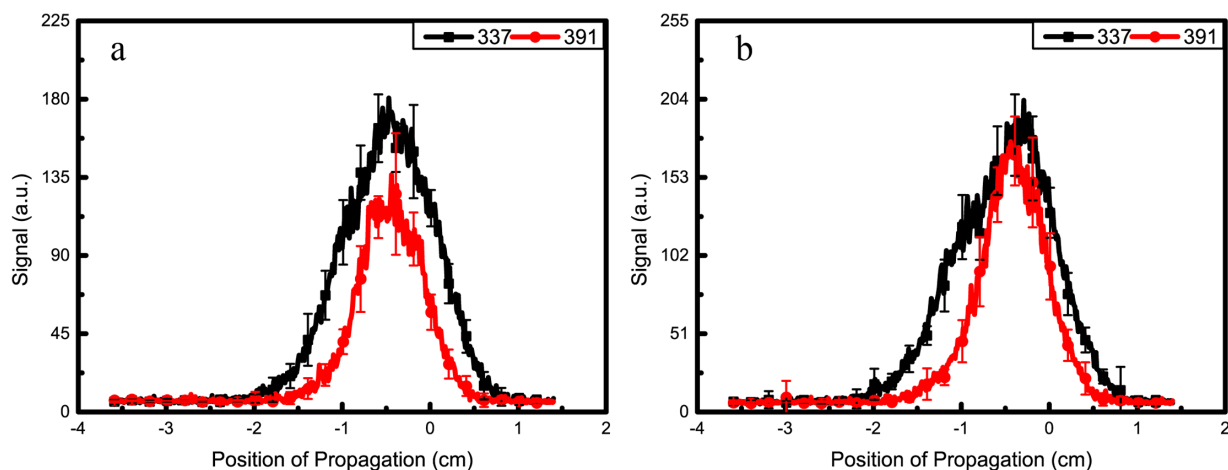 a
337 391
225
180
135
90
45
0
-4 -3 -2 -1 0 1 2
Signal (a.u.)
Position of Propagation (cm)
b
337 391
255
204
153
102
51
0
-4 -3 -2 -1 0 1 2
Signal (a.u.)
Position of Propagation (cm)